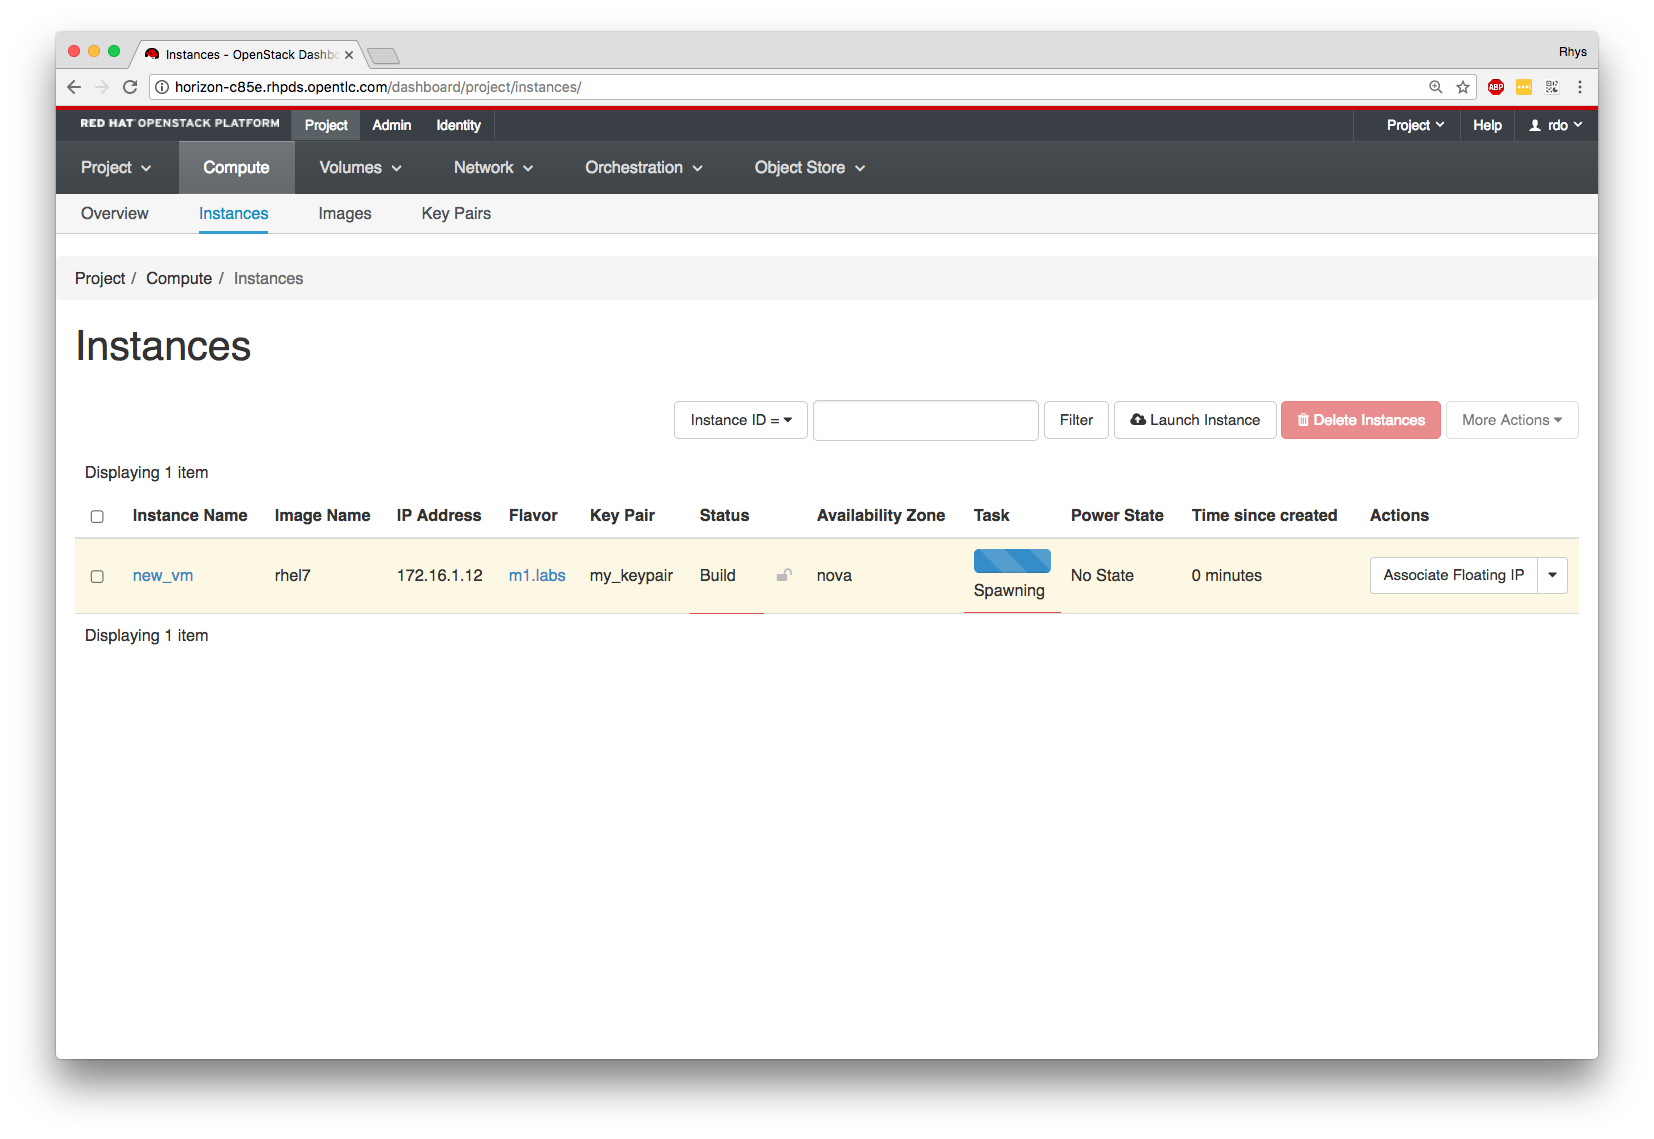 Instances - OpenStack Dashbo
Rhys
horizon-c85e.rhpds.opentlc.com/dashboard/project/instances/
ABP
RED HAT OPENSTACK PLATFORM Project Admin Identity Project Help rdo
Project Compute Volumes Network Orchestration Object Store
Overview Instances Images Key Pairs
Project / Compute / Instances
Instances
Instance ID = Filter Launch Instance Delete Instances More Actions
Displaying 1 item
Instance Name Image Name IP Address Flavor Key Pair Status Availability Zone Task Power State Time since created Actions
new_vm rhel7 172.16.1.12 m1.labs my_keypair Build nova Spawning No State 0 minutes Associate Floating IP
Displaying 1 item